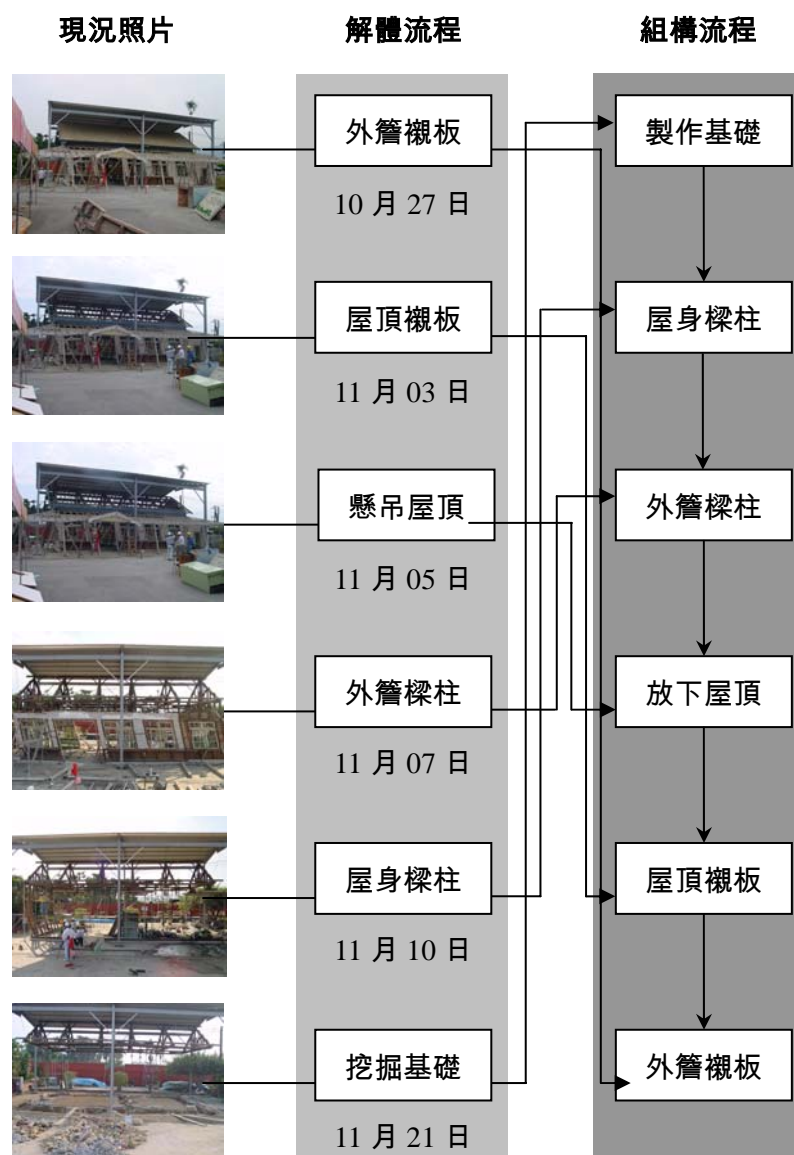 現況照片
解體流程
組構流程
外簷襯板
10 月 27 日
製作基礎
屋頂襯板
11 月 03 日
屋身樑柱
懸吊屋頂
11 月 05 日
外簷樑柱
外簷樑柱
11 月 07 日
放下屋頂
屋身樑柱
11 月 10 日
屋頂襯板
挖掘基礎
11 月 21 日
外簷襯板